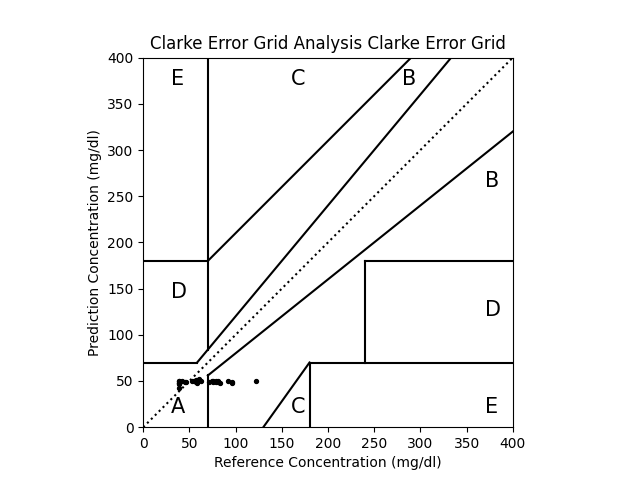 Clarke Error Grid Analysis Clarke Error Grid
400
350
300
250
200
150
100
50
0
Prediction Concentration (mg/dl)
E
C
B
B
D
D
A
C
E
0 50 100 150 200 250 300 350 400
Reference Concentration (mg/dl)